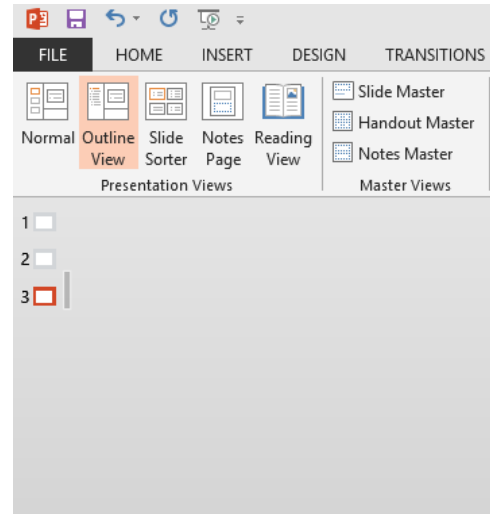 FILE HOME INSERT DESIGN TRANSITIONS
Normal Outline View Slide Sorter Notes Page Reading View
Slide Master
Handout Master
Notes Master
Presentation Views Master Views
1
2
3